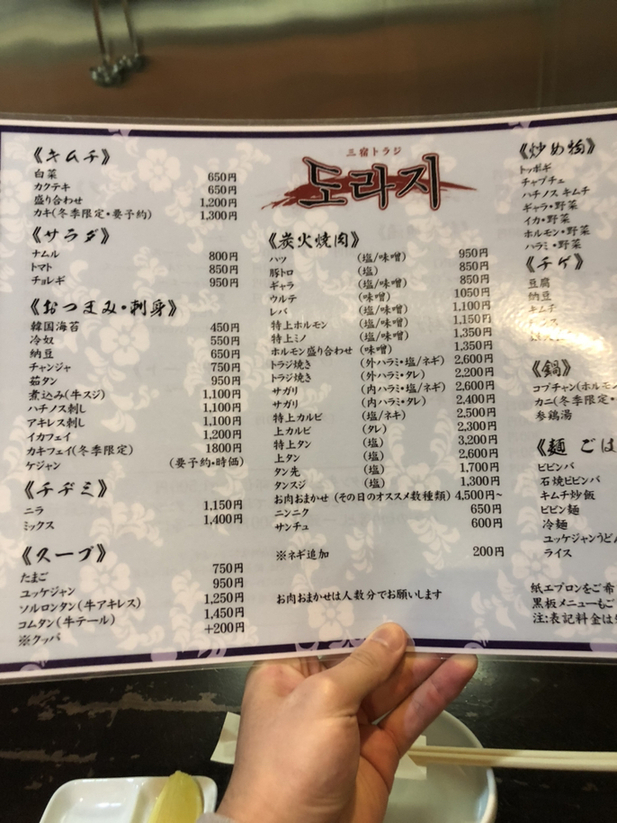 《キムチ》
白菜 650円
カクテキ 650円
盛り合わせ 1,200円
カキ(冬季限定・要予約) 1,300円
《サラダ》
ナムル 800円
トマト 850円
チョレギ 950円
《おつまみ・刺身》
韓国海苔 450円
冷奴 550円
納豆 650円
チャンジャ 750円
茹タン 950円
煮込み(牛スジ) 1,100円
ハチノス刺し 1,100円
アキレス刺し 1,100円
イカフェイ 1,200円
カキフェイ(冬季限定) 1800円
ケジャン (要予約・時価)
《チヂミ》
ニラ 1,150円
ミックス 1,400円
《スープ》
たまご 750円
ユッケジャン 950円
ソルロンタン(牛アキレス) 1,250円
コムタン(牛テール) 1,450円
※クッパ +200円
三宿トラジ
도라지
《炭火焼肉》
ハツ (塩/味噌) 950円
豚トロ (塩) 850円
ギャラ (塩/味噌) 850円
ウルテ (味噌) 1050円
レバ (塩/味噌) 1,100円
特上ホルモン (塩/味噌) 1,150円
特上ミノ (塩/味噌) 1,350円
ホルモン盛り合わせ (味噌) 1,350円
トラジ焼き (外ハラミ・塩/ネギ) 2,600円
トラジ焼き (外ハラミ・タレ) 2,200円
サガリ (内ハラミ・塩/ネギ) 2,600円
サガリ (内ハラミ・タレ) 2,400円
特上カルビ (塩/ネギ) 2,500円
上カルビ (タレ) 2,300円
特上タン (塩) 3,200円
上タン (塩) 2,600円
タン先 (塩) 1,700円
タンスジ (塩) 1,300円
お肉おまかせ (その日のオススメ数種類) 4,500円~
ニンニク 650円
サンチュ 600円
※ネギ追加 200円
お肉おまかせは人数分でお願いします
《炒め物》
トッポギ
チャプチェ
ハチノス キムチ
ギャラ・野菜
イカ・野菜
ホルモン・野菜
ハラミ・野菜
《チゲ》
豆腐
納豆
キムチ
《鍋》
コプチャン(ホルモン
カニ(冬季限定・
参鶏湯
《麺 ごは
ビビンバ
石焼ビビンバ
キムチ炒飯
ビビン麺
冷麺
ユッケジャンうどん
ライス
紙エプロンをご希
黒板メニューもご
注:表記料金は